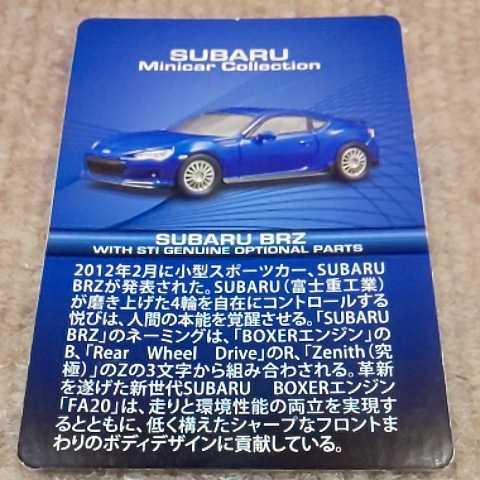 SUBARU
Minicar Collection
SUBARU BRZ
WITH STI GENUINE OPTIONAL PARTS
2012年2月に小型スポーツカー、SUBARU
BRZが発表された。SUBARU（富士重工業）
が磨き上げた4輪を自在にコントロールする
悦びは、人間の本能を覚醒させる。「SUBARU
BRZ」のネーミングは、「BOXERエンジン」の
B、「Rear Wheel Drive」のR、「Zenith（究
極）」のZの3文字から組み合わされる。革新
を遂げた新世代SUBARU BOXERエンジン
「FA20」は、走りと環境性能の両立を実現す
るとともに、低く構えたシャープなフロントま
わりのボディデザインに貢献している。